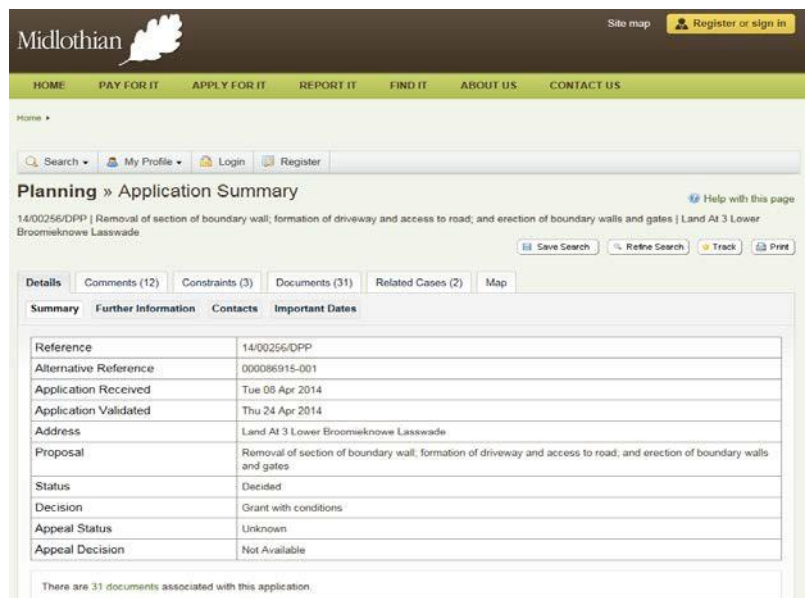 Site map Register or sign in
Midlothian
HOME PAY FOR IT APPLY FOR IT REPORT IT FIND IT ABOUT US CONTACT US
Home
Search My Profile Login Register
Planning » Application Summary
Help with this page
14/00256/DPP | Removal of section of boundary wall; formation of driveway and access to road; and erection of boundary walls and gates | Land At 3 Lower
Broomieknowe Lasswade
Save Search Refine Search Track Print
Details Comments (12) Constraints (3) Documents (31) Related Cases (2) Map
Summary Further Information Contacts Important Dates
Reference 14/00256/DPP
Alternative Reference 000086915-001
Application Received Tue 08 Apr 2014
Application Validated Thu 24 Apr 2014
Address Land At 3 Lower Broomieknowe Lasswade
Proposal Removal of section of boundary wall; formation of driveway and access to road; and erection of boundary walls
and gates
Status Decided
Decision Grant with conditions
Appeal Status Unknown
Appeal Decision Not Available
There are 31 documents associated with this application.